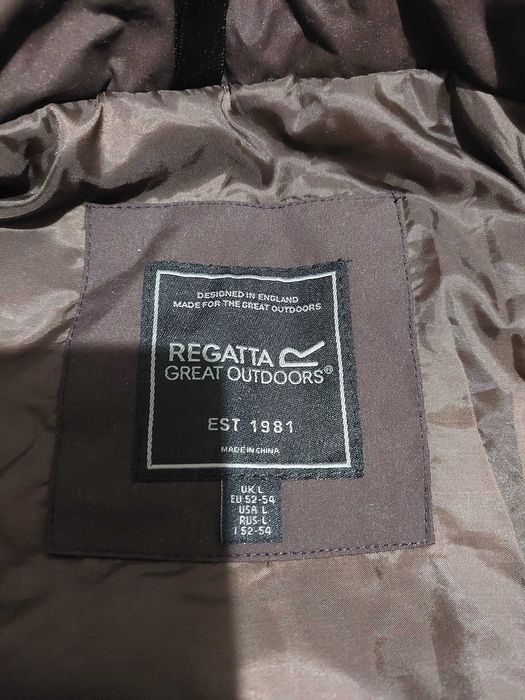 DESIGNED IN ENGLAND
MADE FOR THE GREAT OUTDOORS
REGATTA
GREAT OUTDOORS®
EST 1981
MADE IN CHINA
UK L
EU 52-54
USA L
RUS L
I 52-54